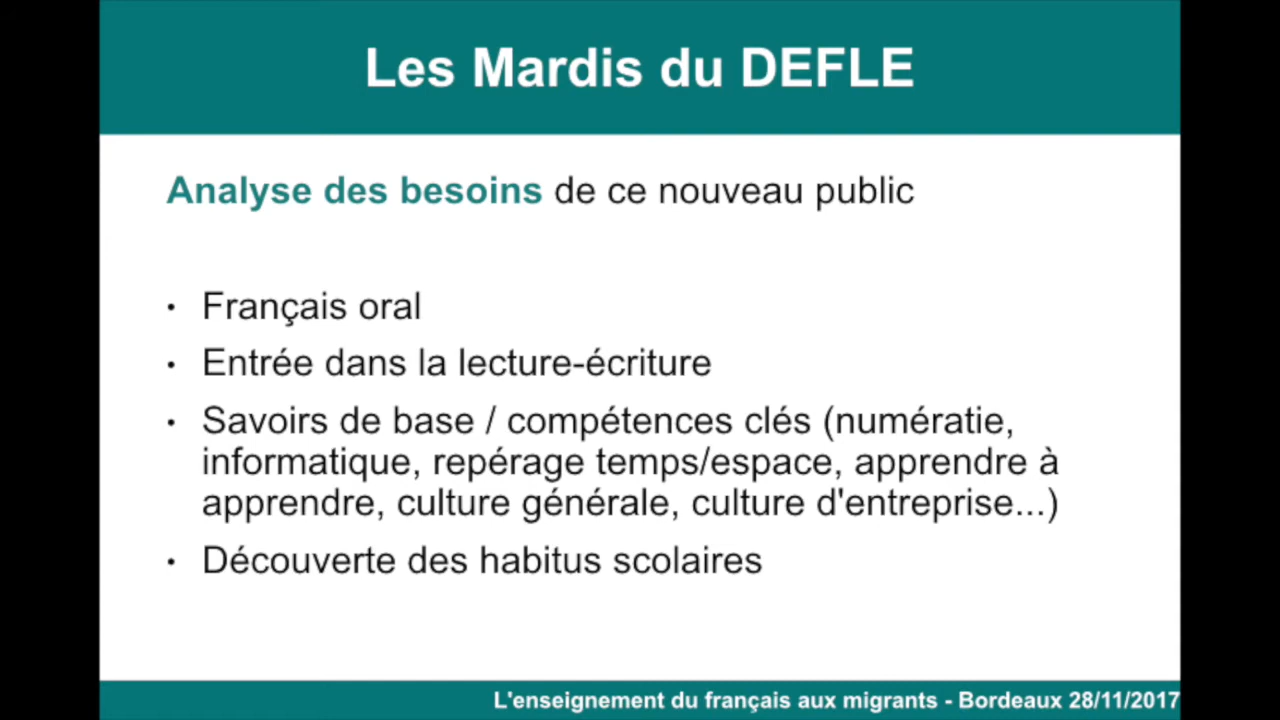 Les Mardis du DEFLE
Analyse des besoins de ce nouveau public
• Français oral
• Entrée dans la lecture-écriture
• Savoirs de base / compétences clés (numératie,
informatique, repérage temps/espace, apprendre à
apprendre, culture générale, culture d'entreprise...)
• Découverte des habitus scolaires
L'enseignement du français aux migrants - Bordeaux 28/11/2017